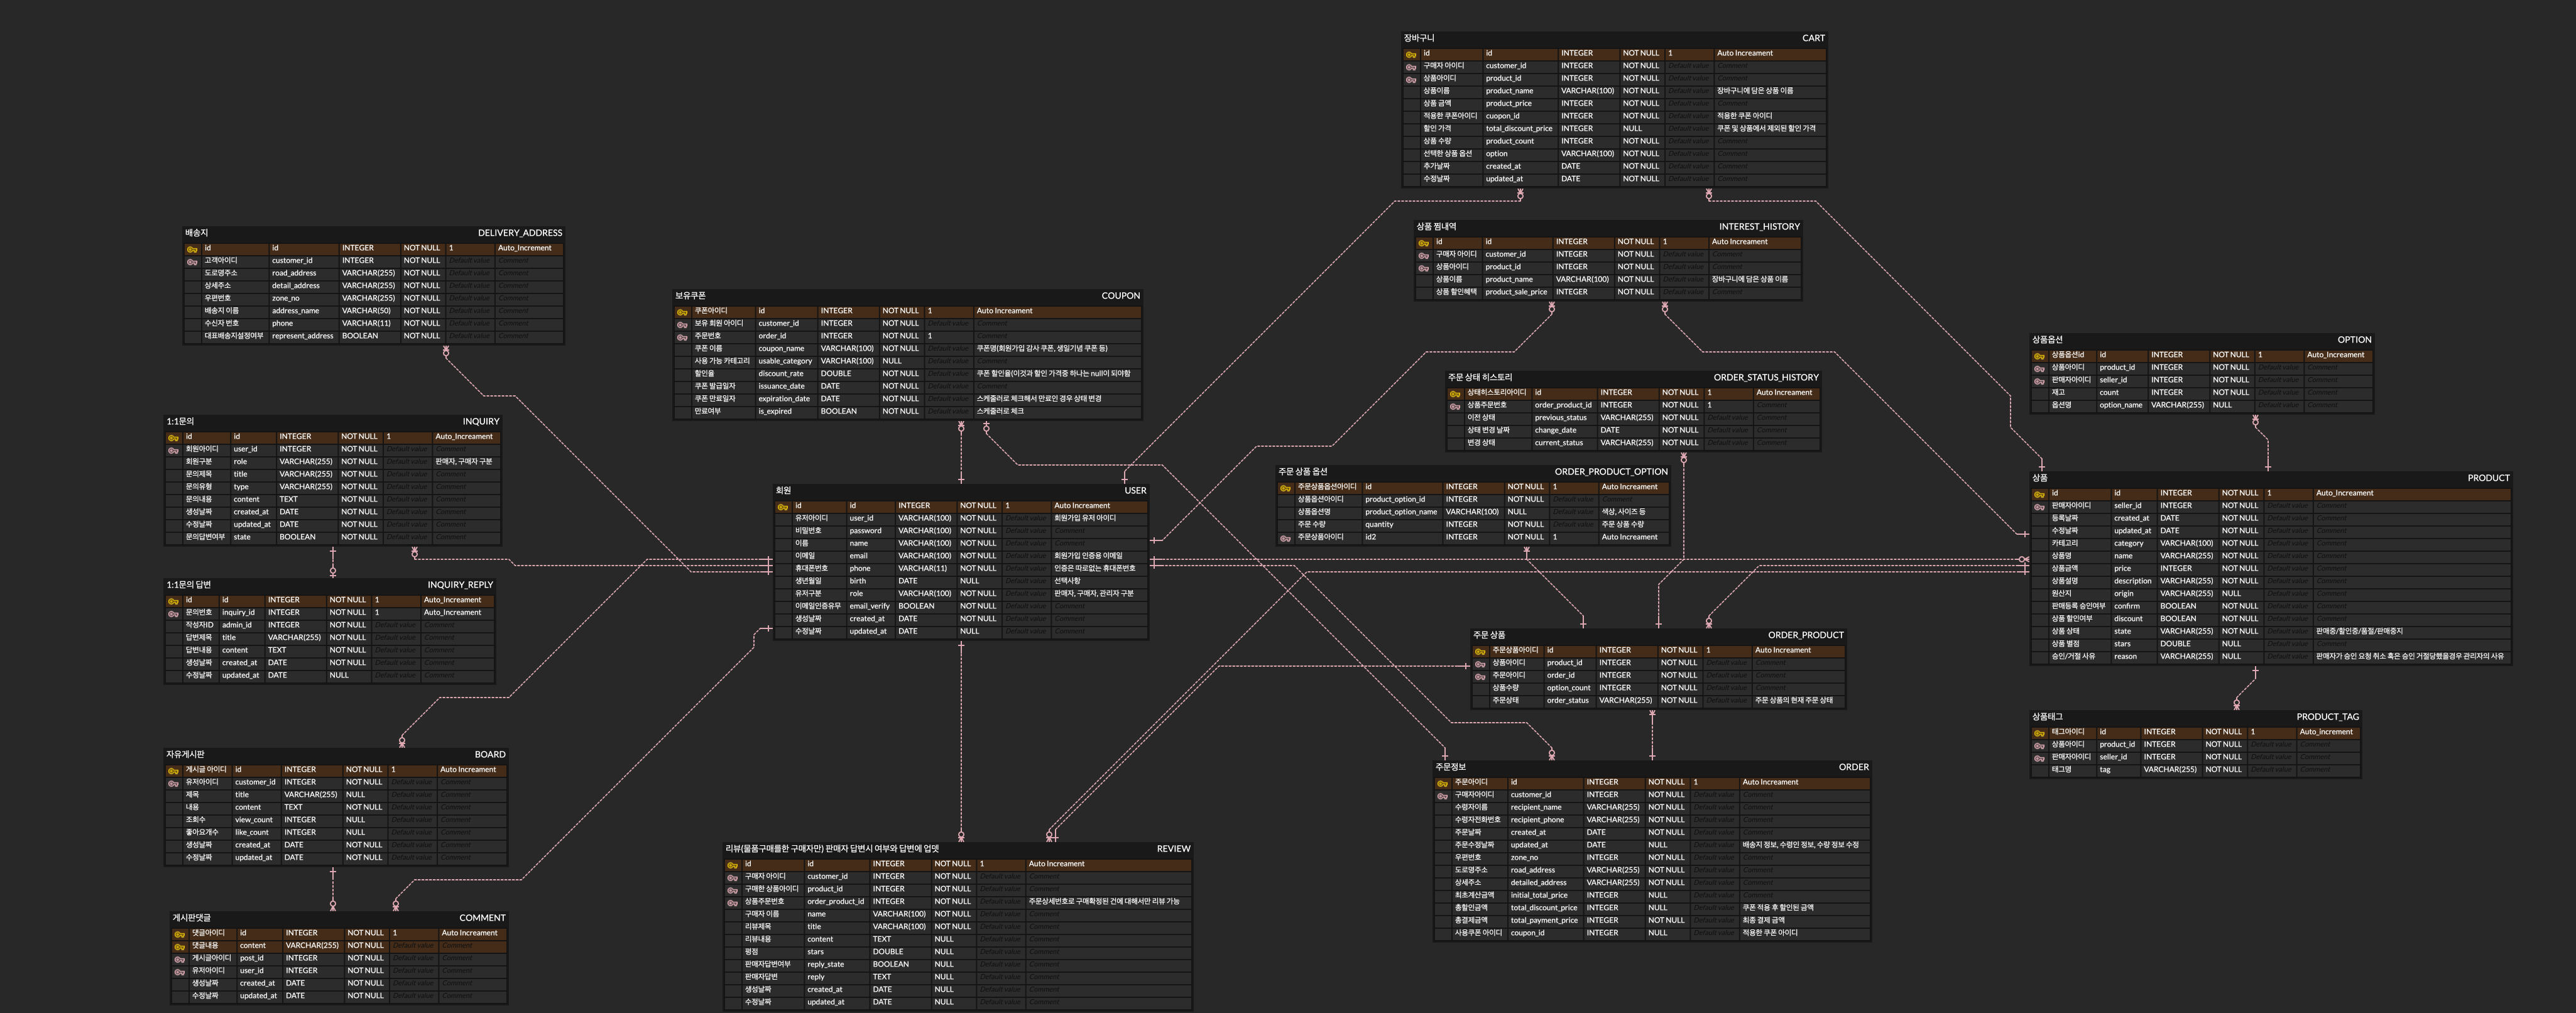 장바구니 CART
id id INTEGER NOT NULL 1 Auto Increament
구매자 아이디 customer_id INTEGER NOT NULL Default value Comment
상품아이디 product_id INTEGER NOT NULL Default value Comment
상품이름 product_name VARCHAR(100) NOT NULL Default value 장바구니에 담은 상품 이름
상품 금액 product_price INTEGER NOT NULL Default value Comment
적용한 쿠폰아이디 cuopon_id INTEGER NOT NULL Default value 적용한 쿠폰 아이디
할인 가격 total_discount_price INTEGER NULL Default value 쿠폰 및 상품에서 제외된 할인 가격
상품 수량 product_count INTEGER NOT NULL Default value Comment
선택한 상품 옵션 option VARCHAR(100) NOT NULL Default value Comment
추가날짜 created_at DATE NOT NULL Default value Comment
수정날짜 updated_at DATE NOT NULL Default value Comment
상품 찜내역 INTEREST_HISTORY
id id INTEGER NOT NULL 1 Auto Increament
구매자 아이디 customer_id INTEGER NOT NULL Default value Comment
상품아이디 product_id INTEGER NOT NULL Default value Comment
상품이름 product_name VARCHAR(100) NOT NULL Default value 장바구니에 담은 상품 이름
상품 할인혜택 product_sale_price INTEGER NOT NULL Default value Comment
배송지 DELIVERY_ADDRESS
id id INTEGER NOT NULL 1 Auto_Increment
고객아이디 customer_id INTEGER NOT NULL Default value Comment
도로명주소 road_address VARCHAR(255) NOT NULL Default value Comment
상세주소 detail_address VARCHAR(255) NOT NULL Default value Comment
우편번호 zone_no VARCHAR(255) NOT NULL Default value Comment
배송지 이름 address_name VARCHAR(50) NOT NULL Default value Comment
수신자 번호 phone VARCHAR(11) NOT NULL Default value Comment
대표배송지설정여부 represent_address BOOLEAN NOT NULL Default value Comment
보유쿠폰 COUPON
쿠폰아이디 id INTEGER NOT NULL 1 Auto Increament
보유 회원 아이디 customer_id INTEGER NOT NULL Default value Comment
주문번호 order_id INTEGER NOT NULL 1 Comment
쿠폰 이름 coupon_name VARCHAR(100) NOT NULL Default value 쿠폰명(회원가입 감사 쿠폰, 생일기념 쿠폰 등)
사용 가능 카테고리 usable_category VARCHAR(100) NULL Default value Comment
할인율 discount_rate DOUBLE NOT NULL Default value 쿠폰 할인율(이것과 할인 가격중 하나는 null이 되야함
쿠폰 발급일자 issuance_date DATE NOT NULL Default value Comment
쿠폰 만료일자 expiration_date DATE NOT NULL Default value 스케줄러로 체크해서 만료인 경우 상태 변경
만료여부 is_expired BOOLEAN NOT NULL Default value 스케줄러로 체크
상품옵션 OPTION
상품옵션id id INTEGER NOT NULL 1 Auto_Increament
상품아이디 product_id INTEGER NOT NULL Default value Comment
판매자아이디 seller_id INTEGER NOT NULL Default value Comment
재고 count INTEGER NOT NULL Default value Comment
옵션명 option_name VARCHAR(255) NULL Default value Comment
주문 상태 히스토리 ORDER_STATUS_HISTORY
상태히스토리아이디 id INTEGER NOT NULL 1 Auto Increament
상품주문번호 order_product_id INTEGER NOT NULL 1 Comment
이전 상태 previous_status VARCHAR(255) NOT NULL Default value Comment
상태 변경 날짜 change_date DATE NOT NULL Default value Comment
변경 상태 current_status VARCHAR(255) NOT NULL Default value Comment
1:1문의 INQUIRY
id id INTEGER NOT NULL 1 Auto_Increament
회원아이디 user_id INTEGER NOT NULL Default value Comment
회원구분 role VARCHAR(255) NOT NULL Default value 판매자, 구매자 구분
문의제목 title VARCHAR(255) NOT NULL Default value Comment
문의유형 type VARCHAR(255) NOT NULL Default value Comment
문의내용 content TEXT NOT NULL Default value Comment
생성날짜 created_at DATE NOT NULL Default value Comment
수정날짜 updated_at DATE NOT NULL Default value Comment
문의답변여부 state BOOLEAN NOT NULL Default value Comment
주문 상품 옵션 ORDER_PRODUCT_OPTION
주문상품옵션아이디 id INTEGER NOT NULL 1 Auto Increament
상품옵션아이디 product_option_id INTEGER NOT NULL Default value Comment
상품옵션명 product_option_name VARCHAR(100) NULL Default value 색상, 사이즈 등
주문 수량 quantity INTEGER NOT NULL Default value 주문 상품 수량
주문상품아이디 id2 INTEGER NOT NULL 1 Auto Increament
회원 USER
id id INTEGER NOT NULL 1 Auto Increament
유저아이디 user_id VARCHAR(100) NOT NULL Default value 회원가입 유저 아이디
비밀번호 password VARCHAR(100) NOT NULL Default value Comment
이름 name VARCHAR(100) NOT NULL Default value Comment
이메일 email VARCHAR(100) NOT NULL Default value 회원가입 인증용 이메일
휴대폰번호 phone VARCHAR(11) NOT NULL Default value 인증은 따로없는 휴대폰번호
생년월일 birth DATE NULL Default value 선택사항
유저구분 role VARCHAR(100) NOT NULL Default value 판매자, 구매자, 관리자 구분
이메일인증유무 email_verify BOOLEAN NOT NULL Default value Comment
생성날짜 created_at DATE NOT NULL Default value Comment
수정날짜 updated_at DATE NULL Default value Comment
상품 PRODUCT
id id INTEGER NOT NULL 1 Auto_Increament
판매자아이디 seller_id INTEGER NOT NULL Default value Comment
등록날짜 created_at DATE NOT NULL Default value Comment
수정날짜 updated_at DATE NOT NULL Default value Comment
카테고리 category VARCHAR(100) NOT NULL Default value Comment
상품명 name VARCHAR(255) NOT NULL Default value Comment
상품금액 price INTEGER NOT NULL Default value Comment
상품설명 description VARCHAR(255) NOT NULL Default value Comment
원산지 origin VARCHAR(255) NULL Default value Comment
판매등록 승인여부 confirm BOOLEAN NOT NULL Default value Comment
상품 할인여부 discount BOOLEAN NOT NULL Default value Comment
상품 상태 state VARCHAR(255) NOT NULL Default value 판매중/할인중/품절/판매중지
상품 별점 stars DOUBLE NULL Default value Comment
승인/거절 사유 reason VARCHAR(255) NULL Default value 판매자가 승인 요청 취소 혹은 승인 거절당했을경우 관리자의 사유
1:1문의 답변 INQUIRY_REPLY
id id INTEGER NOT NULL 1 Auto_Increament
문의번호 inquiry_id INTEGER NOT NULL 1 Auto_Increament
작성자ID admin_id INTEGER NOT NULL Default value Comment
답변제목 title VARCHAR(255) NOT NULL Default value Comment
답변내용 content TEXT NOT NULL Default value Comment
생성날짜 created_at DATE NOT NULL Default value Comment
수정날짜 updated_at DATE NULL Default value Comment
주문 상품 ORDER_PRODUCT
주문상품아이디 id INTEGER NOT NULL 1 Auto Increament
상품아이디 product_id INTEGER NOT NULL Default value Comment
주문아이디 order_id INTEGER NOT NULL Default value Comment
상품수량 option_count INTEGER NOT NULL Default value Comment
주문상태 order_status VARCHAR(255) NOT NULL Default value 주문 상품의 현재 주문 상태
상품태그 PRODUCT_TAG
태그아이디 id INTEGER NOT NULL 1 Auto_increment
상품아이디 product_id INTEGER NOT NULL Default value Comment
판매자아이디 seller_id INTEGER NOT NULL Default value Comment
태그명 tag VARCHAR(255) NOT NULL Default value Comment
자유게시판 BOARD
게시글 아이디 id INTEGER NOT NULL 1 Auto Increament
유저아이디 customer_id INTEGER NOT NULL Default value Comment
제목 title VARCHAR(255) NULL Default value Comment
내용 content TEXT NOT NULL Default value Comment
조회수 view_count INTEGER NULL Default value Comment
좋아요개수 like_count INTEGER NULL Default value Comment
생성날짜 created_at DATE NOT NULL Default value Comment
수정날짜 updated_at DATE NOT NULL Default value Comment
주문정보 ORDER
주문아이디 id INTEGER NOT NULL 1 Auto Increament
구매자아이디 customer_id INTEGER NOT NULL Default value Comment
수령자이름 recipient_name VARCHAR(255) NOT NULL Default value Comment
수령자전화번호 recipient_phone VARCHAR(255) NOT NULL Default value Comment
주문날짜 created_at DATE NOT NULL Default value Comment
주문수정날짜 updated_at DATE NULL Default value 배송지 정보, 수령인 정보, 수량 정보 수정
우편번호 zone_no INTEGER NOT NULL Default value Comment
도로명주소 road_address VARCHAR(255) NOT NULL Default value Comment
상세주소 detailed_address VARCHAR(255) NOT NULL Default value Comment
최초계산금액 initial_total_price INTEGER NULL Default value Comment
총할인금액 total_discount_price INTEGER NULL Default value 쿠폰 적용 후 할인된 금액
총결제금액 total_payment_price INTEGER NOT NULL Default value 최종 결제 금액
사용쿠폰 아이디 coupon_id INTEGER NULL Default value 적용한 쿠폰 아이디
리뷰(물품구매를한 구매자만) 판매자 답변시 여부와 답변에 업뎃 REVIEW
id id INTEGER NOT NULL 1 Auto Increament
구매자 아이디 customer_id INTEGER NOT NULL Default value Comment
구매한 상품아이디 product_id INTEGER NOT NULL Default value Comment
상품주문번호 order_product_id INTEGER NOT NULL Default value 주문상세번호로 구매확정된 건에 대해서만 리뷰 가능
구매자 이름 name VARCHAR(100) NOT NULL Default value Comment
리뷰제목 title VARCHAR(100) NOT NULL Default value Comment
리뷰내용 content TEXT NULL Default value Comment
평점 stars DOUBLE NULL Default value Comment
판매자답변여부 reply_state BOOLEAN NULL Default value Comment
판매자답변 reply TEXT NULL Default value Comment
생성날짜 created_at DATE NULL Default value Comment
수정날짜 updated_at DATE NULL Default value Comment
게시판댓글 COMMENT
댓글아이디 id INTEGER NOT NULL 1 Auto Increament
댓글내용 content VARCHAR(255) NOT NULL Default value Comment
게시글아이디 post_id INTEGER NOT NULL Default value Comment
유저아이디 user_id INTEGER NOT NULL Default value Comment
생성날짜 created_at DATE NOT NULL Default value Comment
수정날짜 updated_at DATE NOT NULL Default value Comment